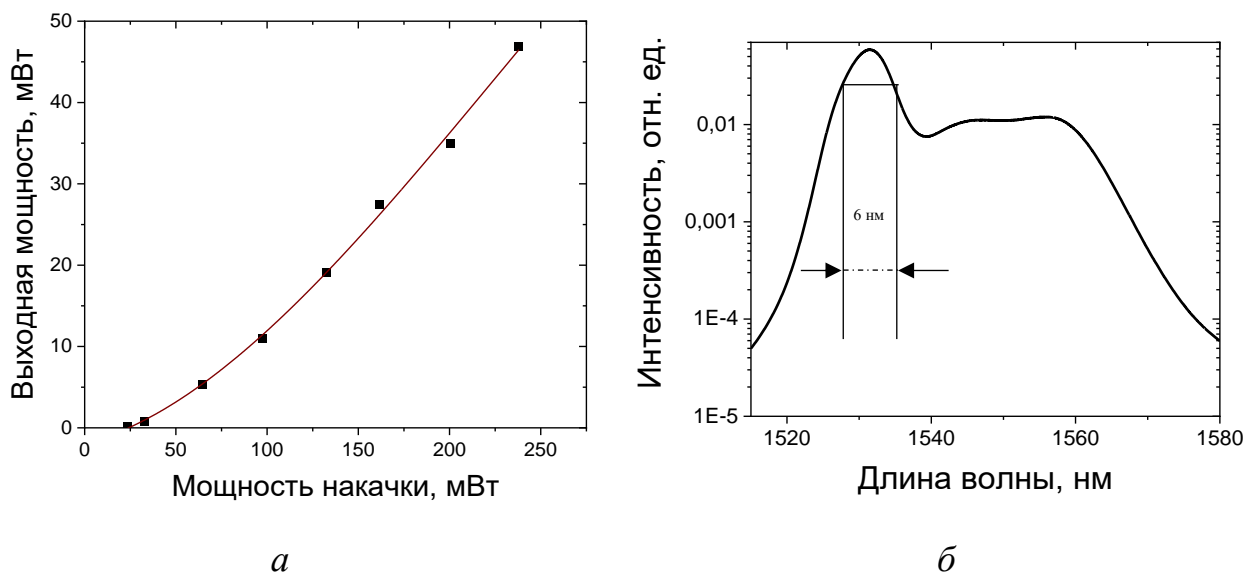 Выходная мощность, мВт
50
40
30
20
10
0
0
50
100
150
200
250
Мощность накачки, мВт
а
Интенсивность, отн. ед.
0,01
0,001
1E-4
1E-5
6 нм
1520
1540
1560
1580
Длина волны, нм
б